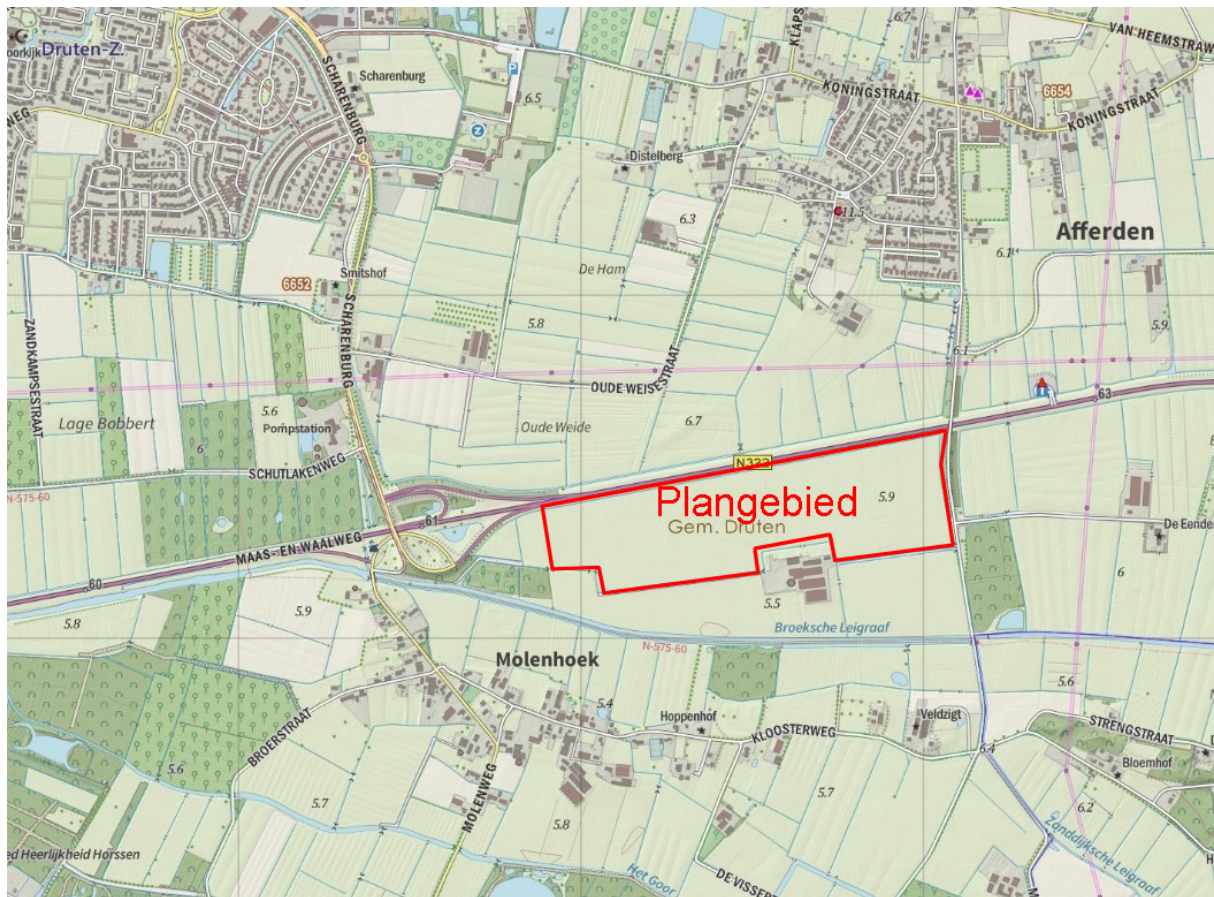 6.7
VAN HEEMSTRAW
Druten-Z.
SCHARENBURG
Scharenburg
P
6.5
KLAPS
KONINGSTRAAT
6654
KONINGSTRAAT
WEG
Z
Distelberg
11.5
6.3
Afferden
6.1
De Ham
Smitshof
6652
SCHARENBURG
5.8
5.9
ZANDKAMPSESTRAAT
6.1
OUDE WEISESTRAAT
63
5.6
Lage Bobbert
Pompstation
6
Oude Weide
6.7
SCHUTLAKENWEG
N322
N-575-60
Plangebied
5.9
Gem. Druten
61
MAAS- EN WAALWEG
De Eende
60
6
5.9
5.5
5.8
Broeksche Leigraaf
N-575-60
Molenhoek
5.6
5.4
Hoppenhof
Veldzigt
KLOOSTERWEG
STRENGSTRAAT
BROERSTRAAT
6.4
Bloemhof
5.6
MOLENWEG
5.7
5.7
6.2
5.8
Zanddijksche Leigraaf
ed Heerlijkheid Horssen
Het Goor
DE VISSERT